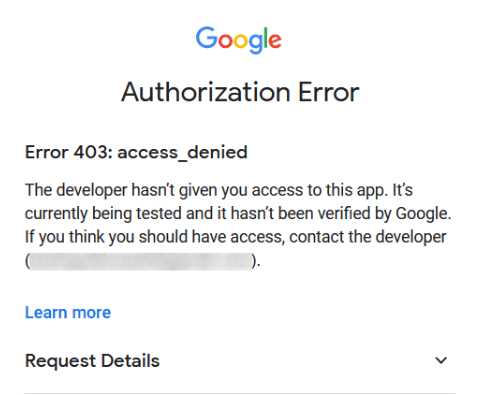 Google
Authorization Error
Error 403: access_denied
The developer hasn’t given you access to this app. It’s
currently being tested and it hasn’t been verified by Google.
If you think you should have access, contact the developer
( ).
Learn more
Request Details